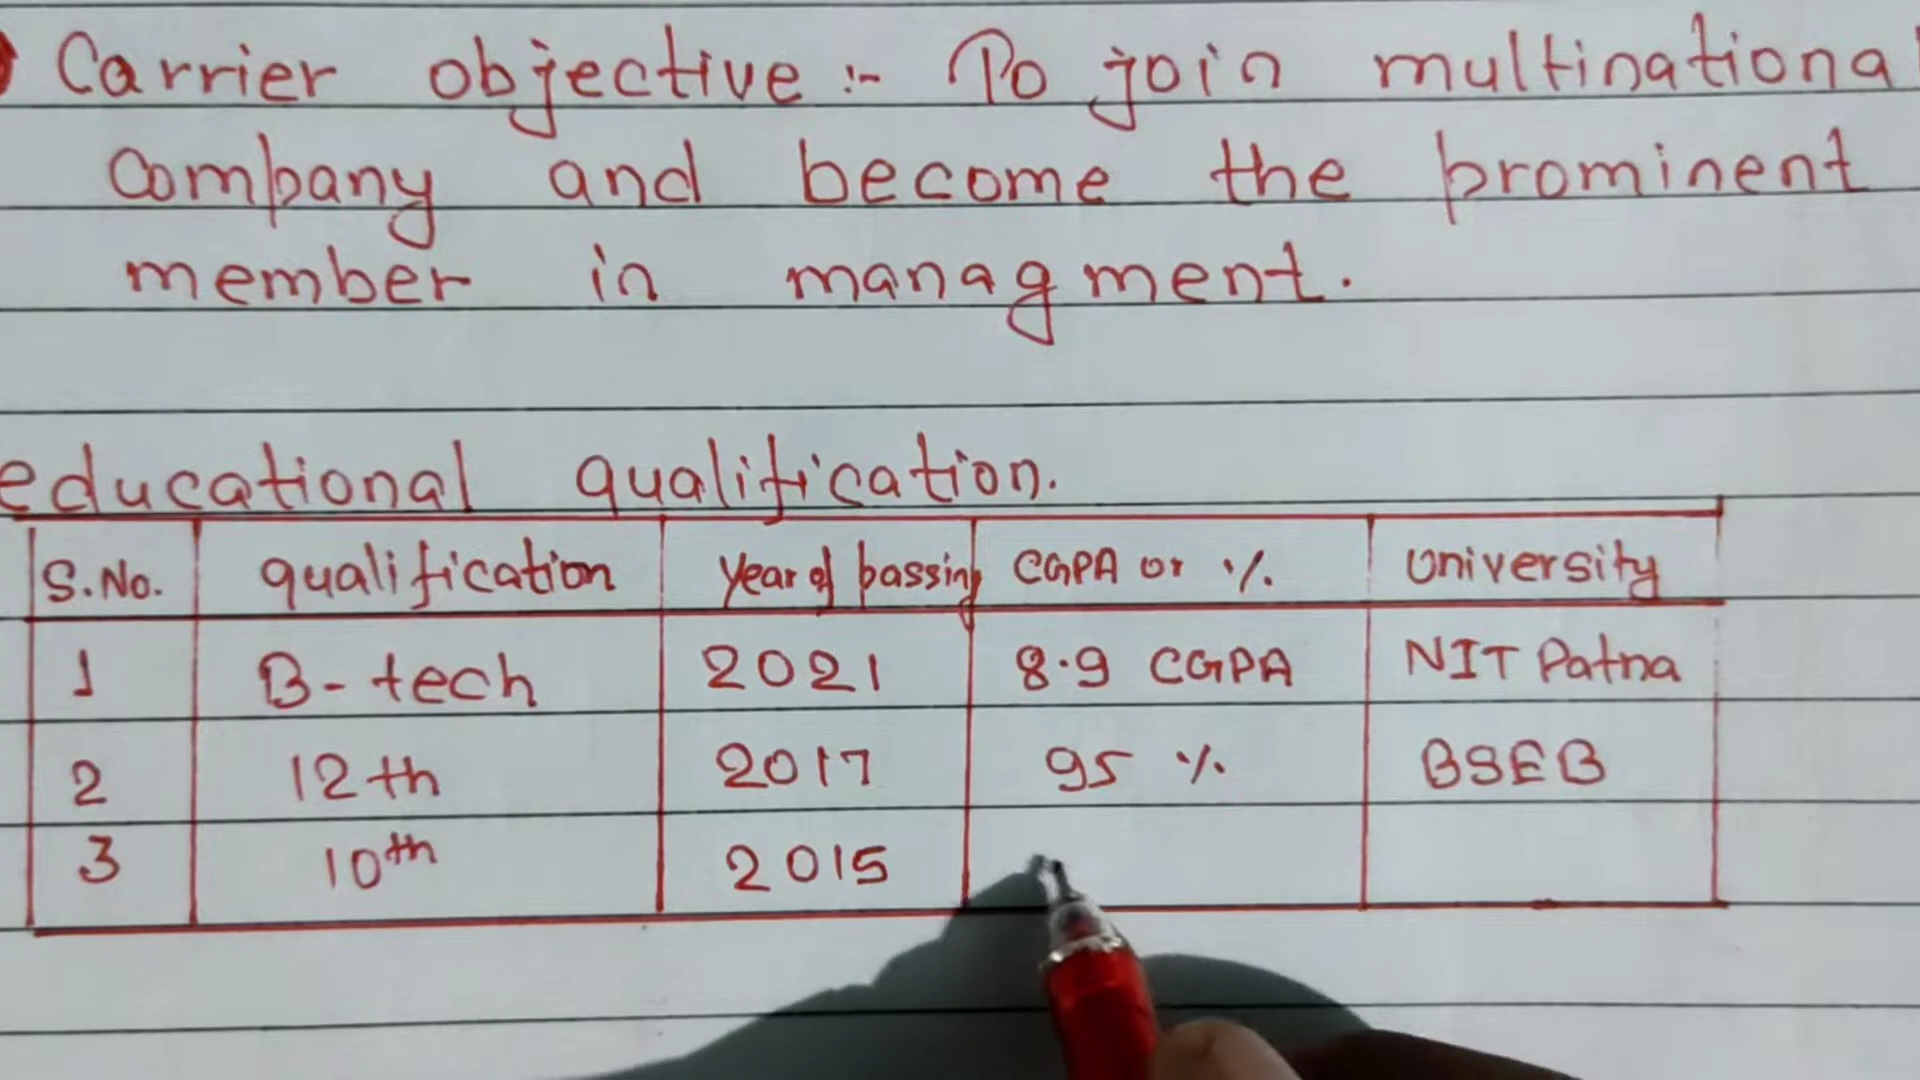 Carrier objective :- To join multinational
Company and become the prominent
member in managment.
educational qualification.
S.No. qualification Year of passing CGPA or %. University
1 B-tech 2021 8.9 CGPA NIT Patna
2 12th 2017 95 %. BSEB
3 10th 2015